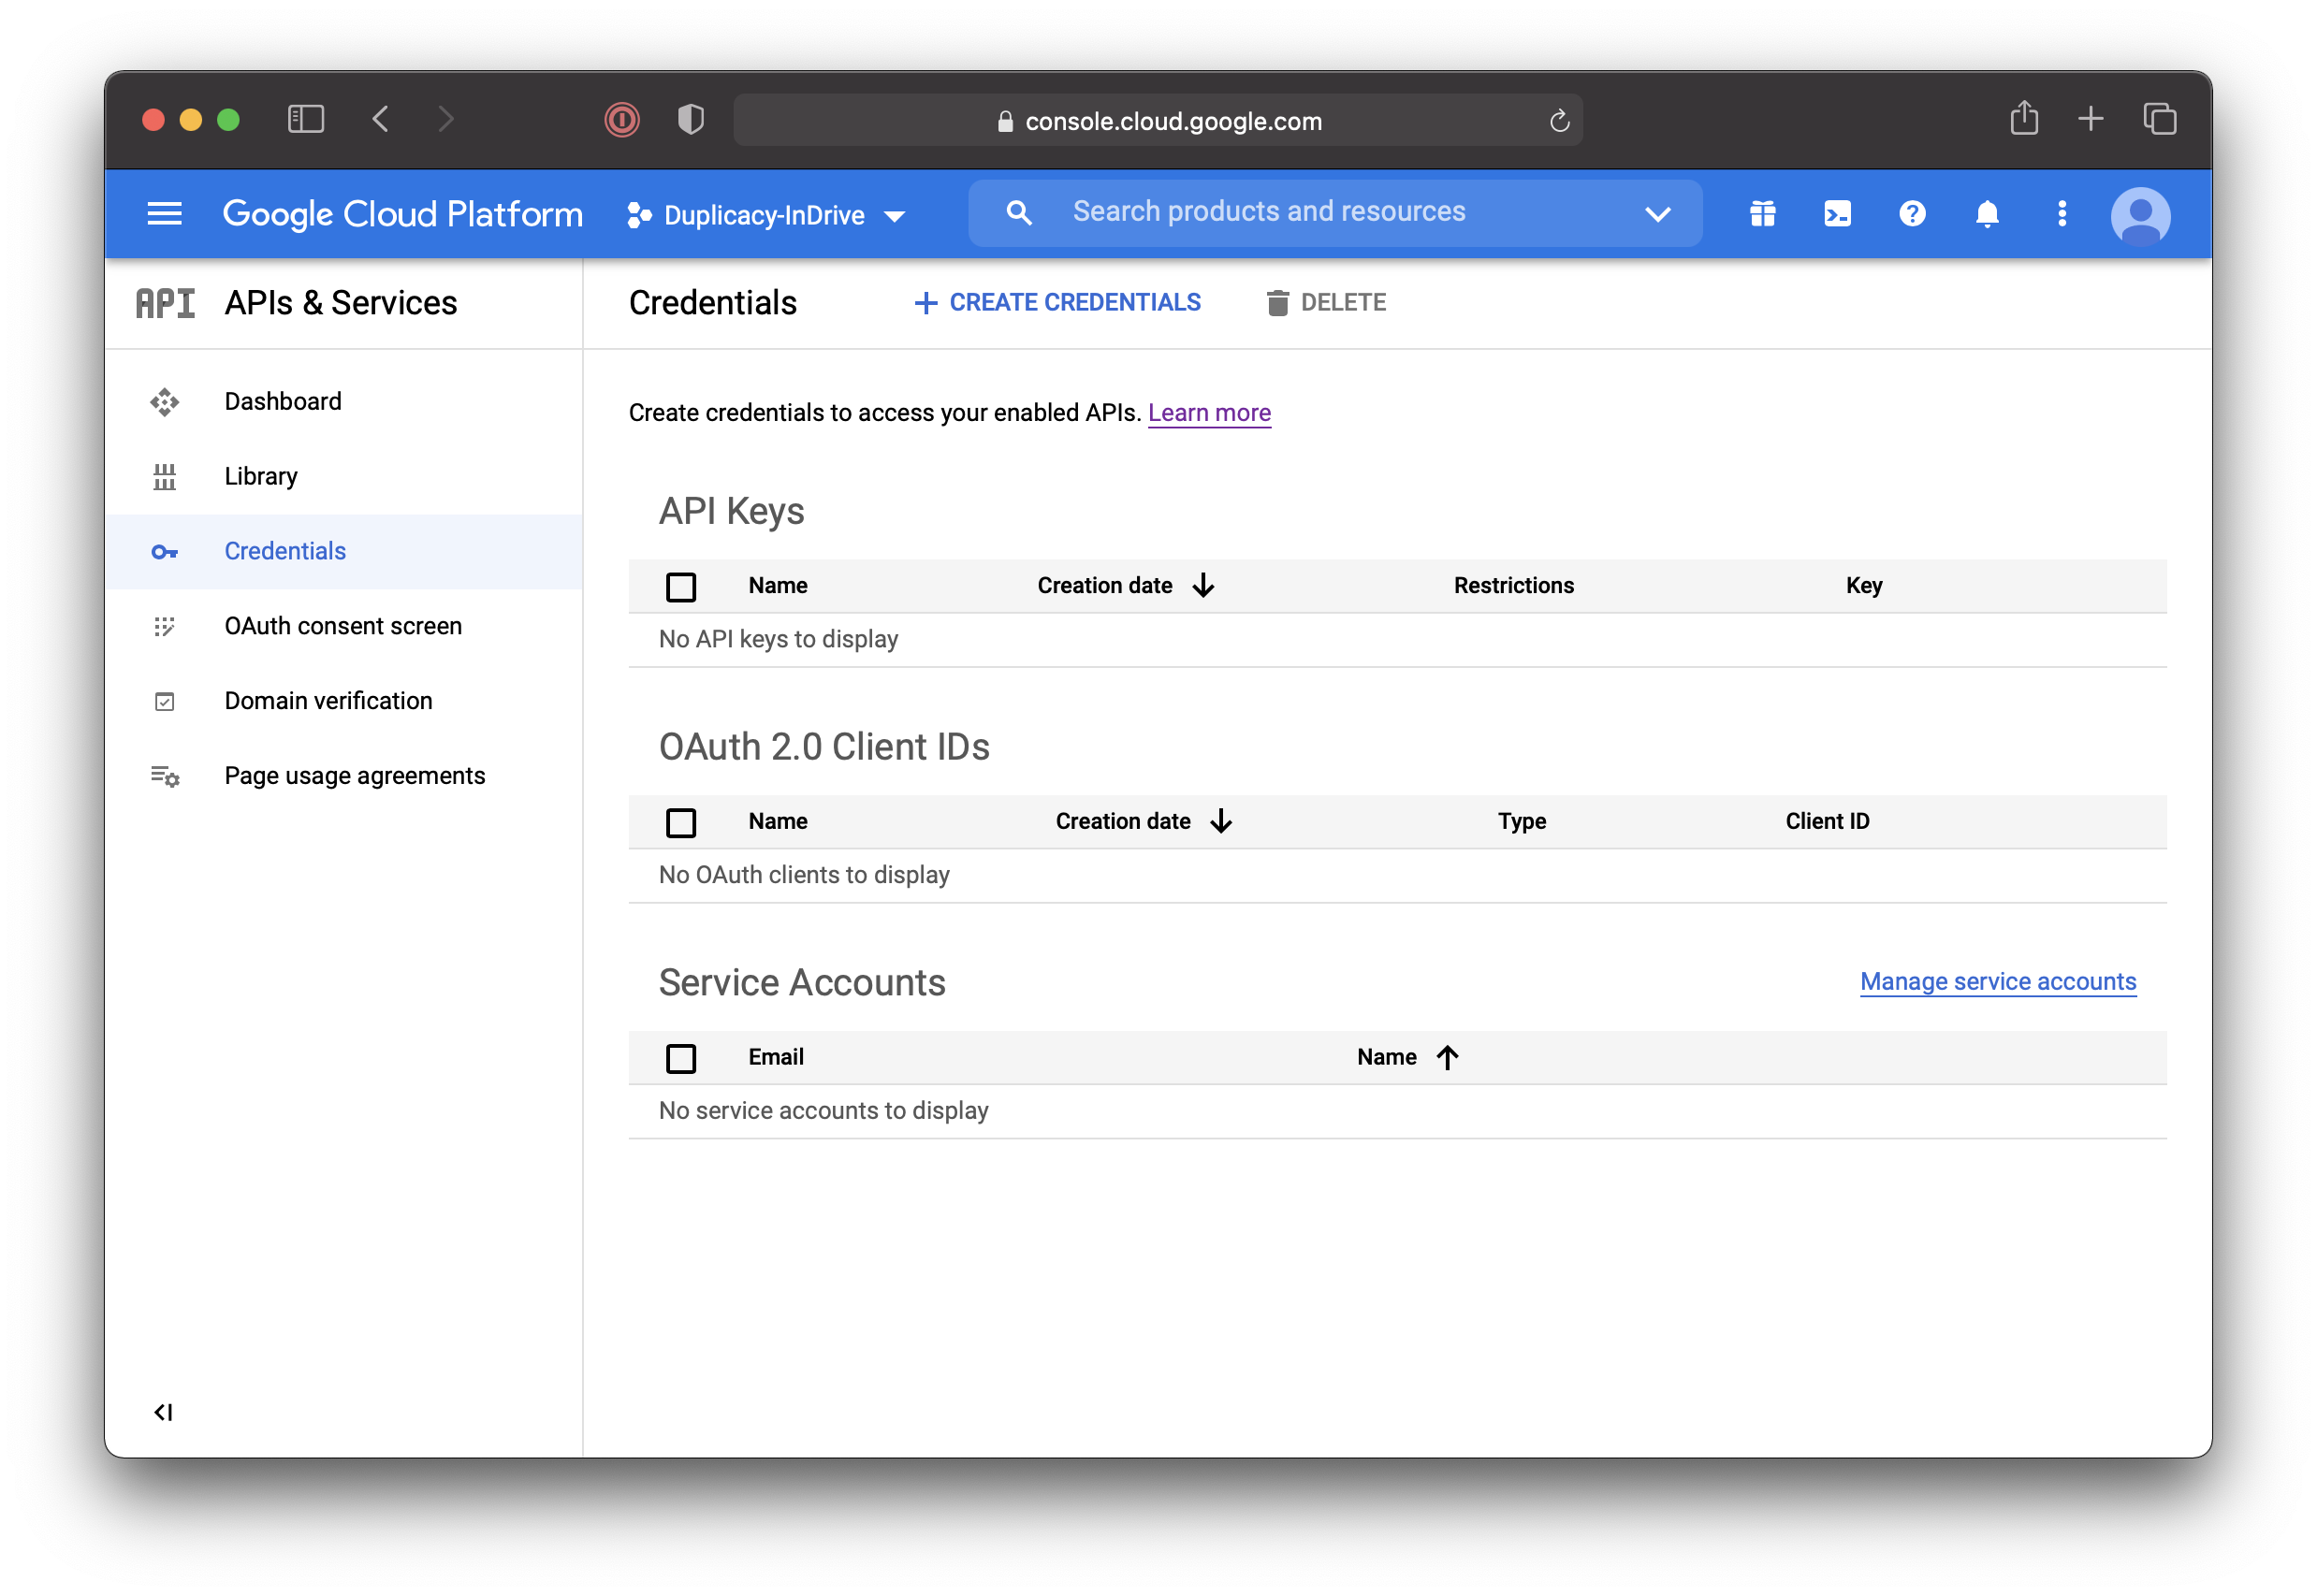 console.cloud.google.com
Google Cloud Platform Duplicacy-InDrive Search products and resources
API APIs & Services
Credentials + CREATE CREDENTIALS DELETE
Dashboard
Library
Credentials
OAuth consent screen
Domain verification
Page usage agreements
Create credentials to access your enabled APIs. Learn more
API Keys
Name Creation date Restrictions Key
No API keys to display
OAuth 2.0 Client IDs
Name Creation date Type Client ID
No OAuth clients to display
Service Accounts Manage service accounts
Email Name
No service accounts to display